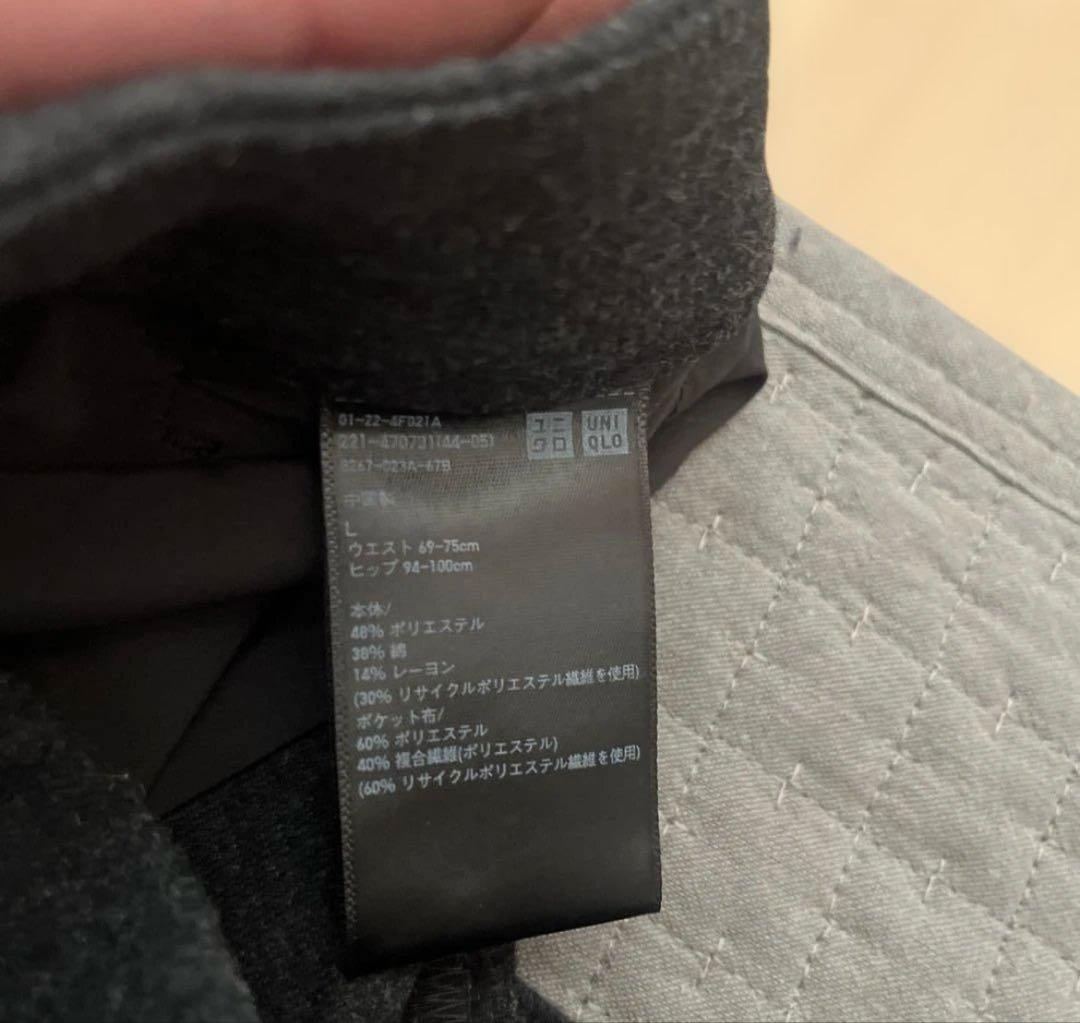 01-22-4F021A
ユニ
クロ
UNI
QLO
221-470701(44-05)
中国製
L
ウエスト 69-75cm
ヒップ 94-100cm
本体/
48% ポリエステル
38% 綿
14% レーヨン
(30% リサイクルポリエステル繊維を使用)
ポケット布/
60% ポリエステル
40% 複合繊維(ポリエステル)
(60% リサイクルポリエステル繊維を使用)